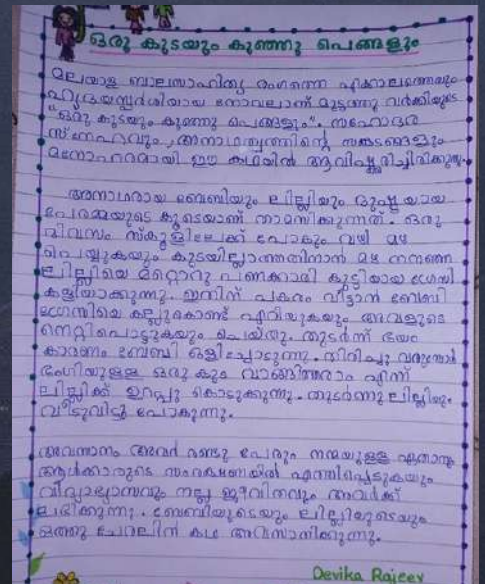 ഒരു കുടയും കുഞ്ഞു പെങ്ങളും
മലയാള ബാലസാഹിത്യ രംഗത്തെ എക്കാലത്തെയും
ഹൃദയസ്പർശിയായ നോവലാണ് മുട്ടത്തു വർക്കിയുടെ
"ഒരു കുടയും കുഞ്ഞു പെങ്ങളും". സഹോദര
സ്നേഹവും, അനാഥത്വത്തിന്റെ സങ്കടങ്ങളും
മനോഹരമായി ഈ കഥയിൽ ആവിഷ്കരിച്ചിരിക്കുന്നു.
അനാഥരായ ബേബിയും ലില്ലിയും ദുഷ്ടയായ
പേരമ്മയുടെ കൂടെയാണ് താമസിക്കുന്നത്. ഒരു
ദിവസം സ്കൂളിലേക്ക് പോകും വഴി മഴ
പെയ്യുകയും കുടയില്ലാത്തതിനാൽ മഴ നനഞ്ഞ
ലില്ലിയെ മറ്റൊരു പണക്കാരി കുട്ടിയായ ഗ്രേസി
കളിയാക്കുന്നു. ഇതിന് പകരം വീട്ടാൻ ബേബി
ഗ്രേസിയെ കല്ലുകൊണ്ട് എറിയുകയും അവളുടെ
നെറ്റിപൊട്ടുകയും ചെയ്തു. തുടർന്ന് ഭയം
കാരണം ബേബി ഒളിച്ചോടുന്നു. തിരിച്ചു വരുമ്പോൾ
ഭംഗിയുള്ള ഒരു കുട വാങ്ങിത്തരാം എന്ന്
ലില്ലിക്ക് ഉറപ്പു കൊടുക്കുന്നു. തുടർന്നു ലില്ലിയും
വീടുവിട്ടു പോകുന്നു.
അവസാനം അവർ രണ്ടു പേരും നന്മയുള്ള ഏതാനും
ആൾക്കാരുടെ സംരക്ഷണയിൽ എത്തിപ്പെടുകയും
വിദ്യാഭ്യാസവും നല്ല ജീവിതവും അവർക്ക്
ലഭിക്കുന്നു. ബേബിയുടെയും ലില്ലിയുടെയും
ഒത്തു ചേരലിൽ കഥ അവസാനിക്കുന്നു.
Devika Rajeev